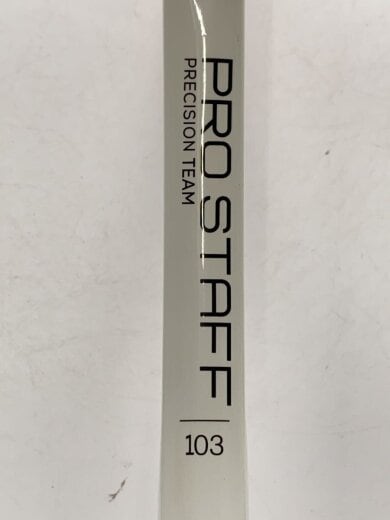 PRO STAFF
PRECISION TEAM
103